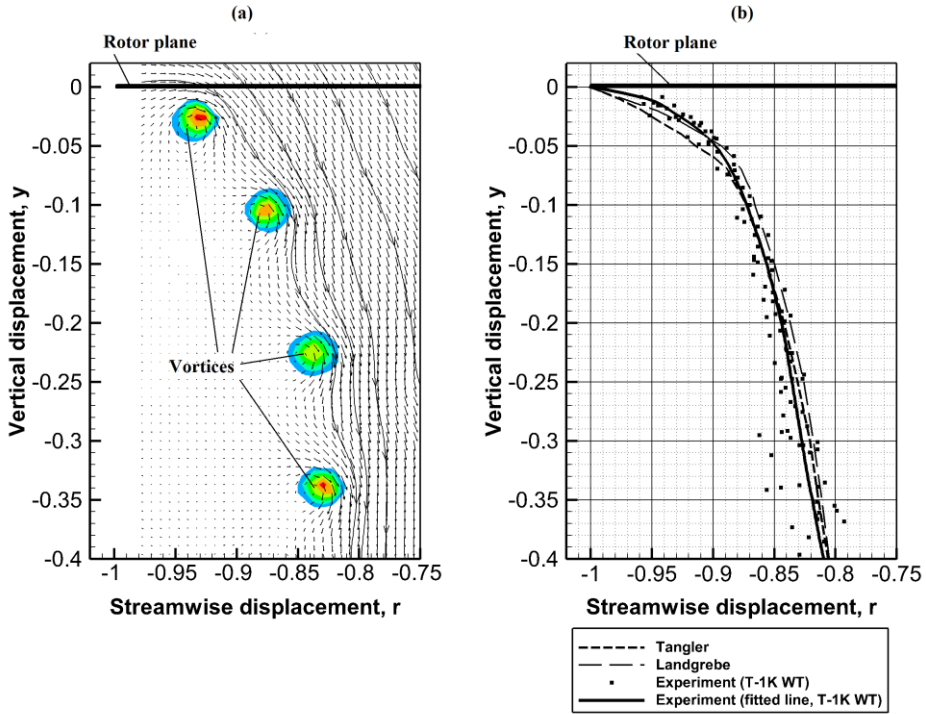 (a)
Rotor plane
0
-0.05
-0.1
-0.15
-0.2
-0.25
-0.3
-0.35
-0.4
Vertical displacement, y
Vortices
-1
-0.95
-0.9
-0.85
-0.8
-0.75
Streamwise displacement, r
(b)
Rotor plane
0
-0.05
-0.1
-0.15
-0.2
-0.25
-0.3
-0.35
-0.4
Vertical displacement, y
-1
-0.95
-0.9
-0.85
-0.8
-0.75
Streamwise displacement, r
Tangler
Landgrebe
Experiment (T-1K WT)
Experiment (fitted line, T-1K WT)